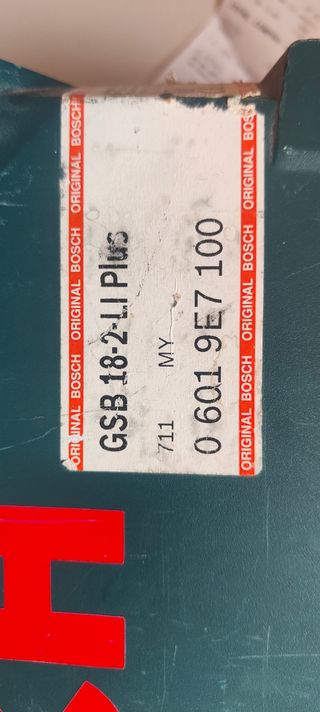 ORIGINAL BOSCH ORIGINAL BOSCH ORIGINAL BOSCH ORIGINAL BOSCH
GSB 18-2-LI Plus
711 MY
0 601 9E7 100
ORIGINAL BOSCH ORIGINAL BOSCH ORIGINAL BOSCH ORIGINAL BOS
H